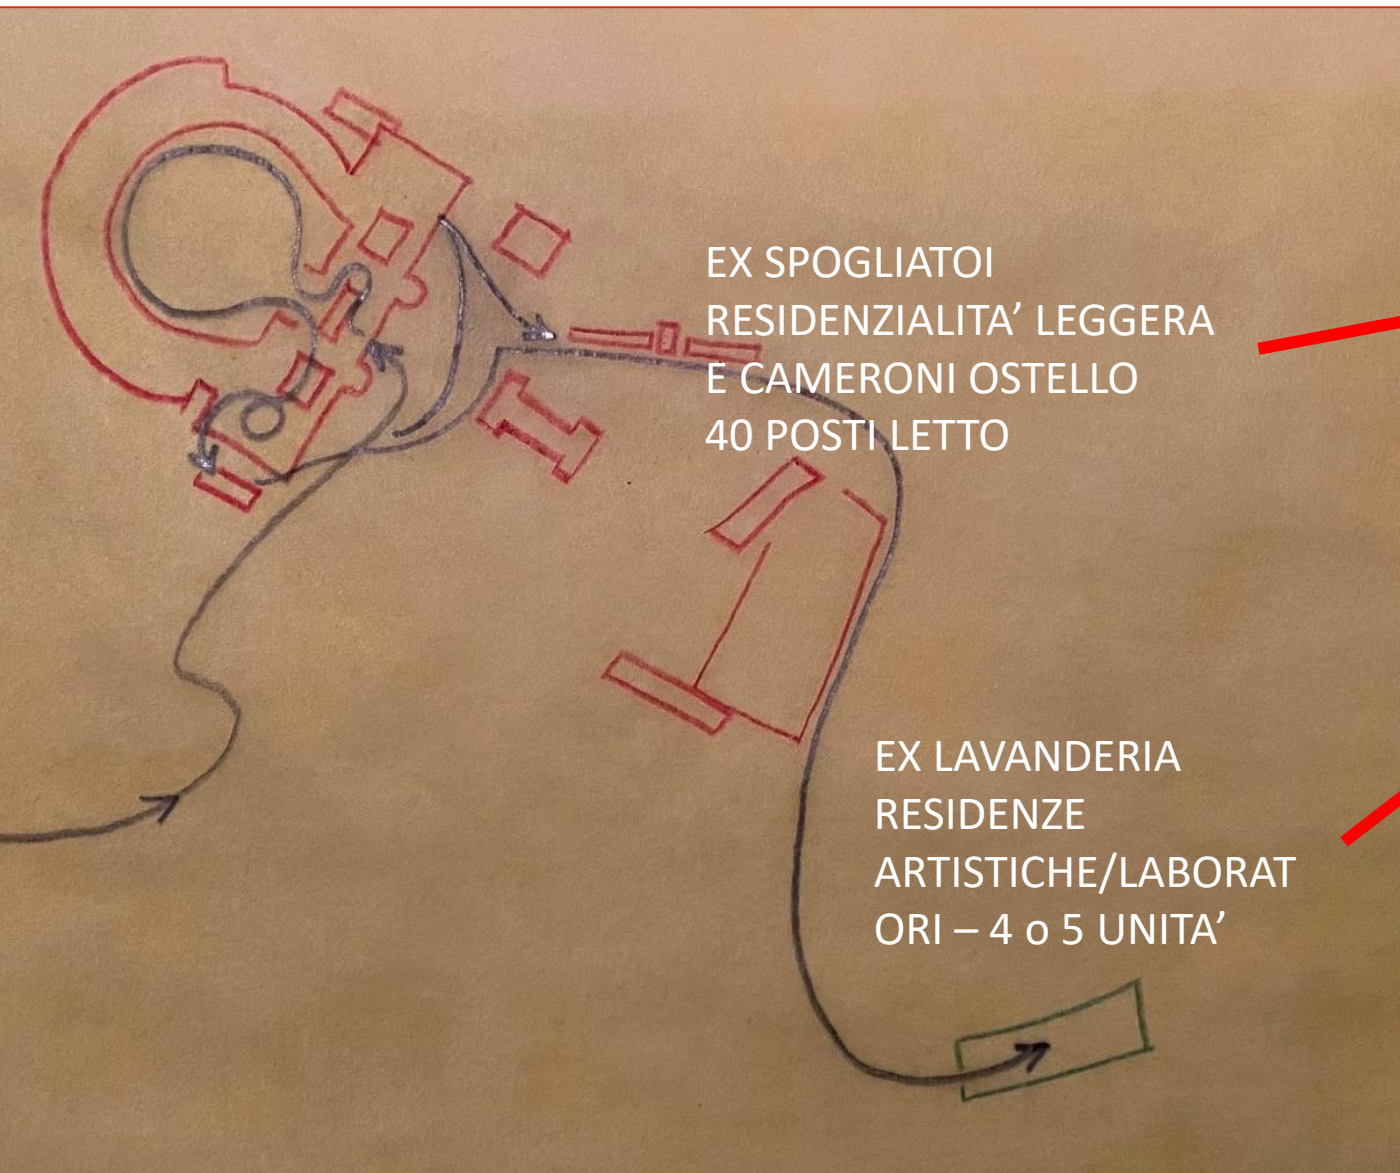 EX SPOGLIATOI
RESIDENZIALITA’ LEGGERA
E CAMERONI OSTELLO
40 POSTI LETTO
EX LAVANDERIA
RESIDENZE
ARTISTICHE/LABORAT
ORI – 4 o 5 UNITA’